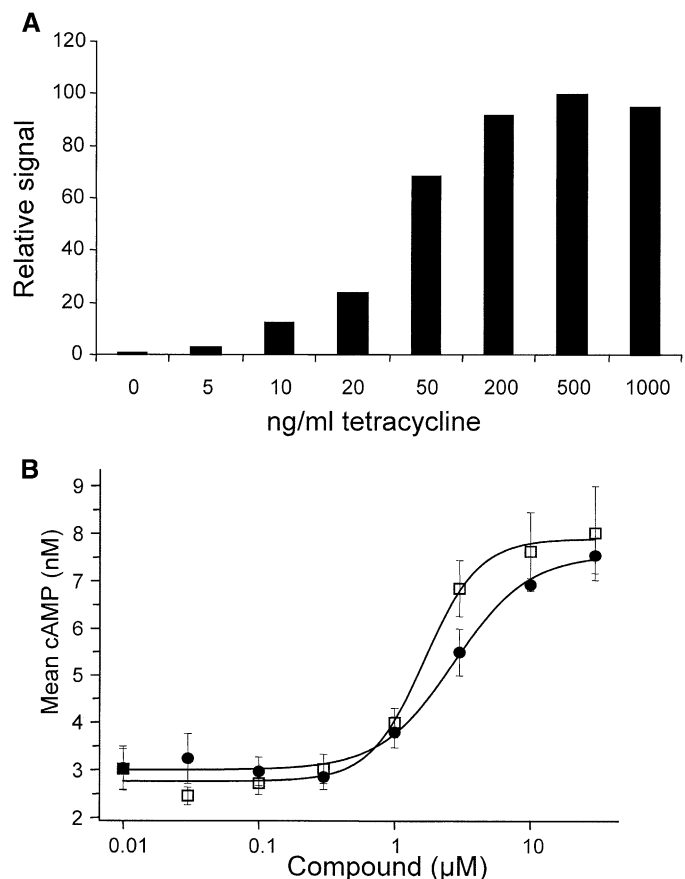 A
120
100
80
60
40
20
0
Relative signal
0 5 10 20 50 200 500 1000
ng/ml tetracycline
B
9
8
7
6
5
4
3
2
Mean cAMP (nM)
0.01 0.1 1 10
Compound (µM)